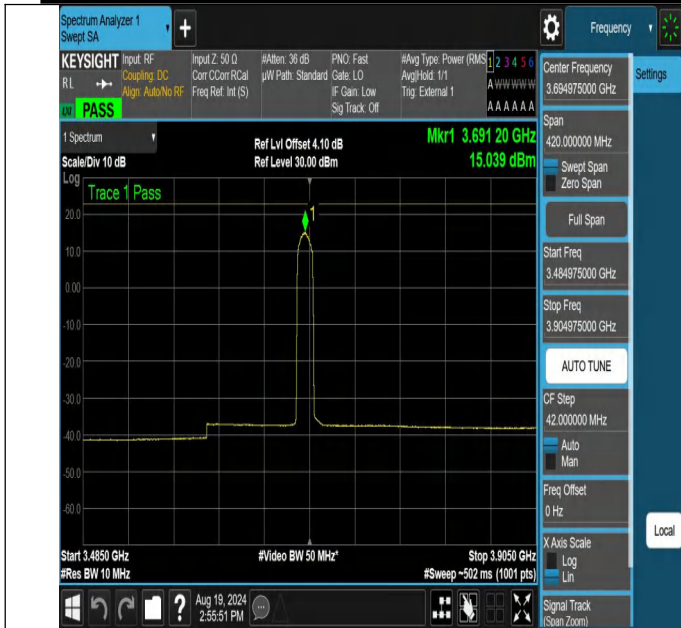 Spectrum Analyzer 1
Swept SA
+
Frequency
KEYSIGHT
RL
PASS
Input: RF
Coupling: DC
Align: Auto/No RF
Input Z: 50 Ω
Corr CCorr RCal
Freq Ref: Int (S)
#Atten: 36 dB
µW Path: Standard
PNO: Fast
Gate: LO
IF Gain: Low
Sig Track: Off
#Avg Type: Power (RMS
Avg|Hold: 1/1
Trig: External 1
1 2 3 4 5 6
A W W W W W
A A A A A A
Center Frequency
3.694975000 GHz
Settings
Span
420.000000 MHz
Swept Span
Zero Span
Full Span
Start Freq
3.484975000 GHz
Stop Freq
3.904975000 GHz
AUTO TUNE
CF Step
42.000000 MHz
Auto
Man
Freq Offset
0 Hz
X Axis Scale
Log
Lin
Signal Track
(Span Zoom)
Local
1 Spectrum
Scale/Div 10 dB
Ref Lvl Offset 4.10 dB
Ref Level 30.00 dBm
Mkr1 3.691 20 GHz
15.039 dBm
Log
Trace 1 Pass
1
20.0
10.0
0.00
-10.0
-20.0
-30.0
-40.0
-50.0
-60.0
Start 3.4850 GHz
#Res BW 10 MHz
#Video BW 50 MHz*
Stop 3.9050 GHz
#Sweep ~502 ms (1001 pts)
?
Aug 19, 2024
2:55:51 PM